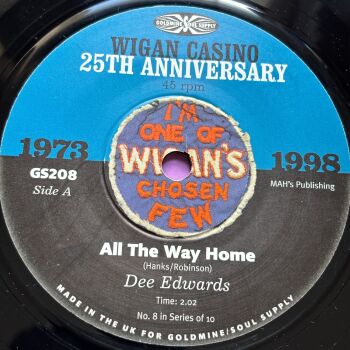 GOLDMINE/SOUL SUPPLY
WIGAN CASINO
25TH ANNIVERSARY
45 rpm
I'M
ONE OF
WIGAN'S
CHOSEN
FEW
1973
1998
GS208
Side A
MAH's Publishing
All The Way Home
(Hanks/Robinson)
Dee Edwards
Time: 2.02
No. 8 in Series of 10
MADE IN THE UK FOR GOLDMINE/SOUL SUPPLY